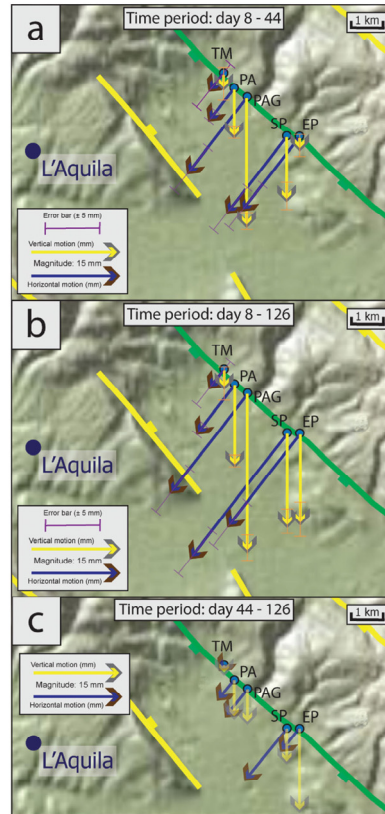 a
Time period: day 8 - 44
1 km
TM
PA
PAG
SP
EP
L'Aquila
Error bar (± 5 mm)
Vertical motion (mm)
Magnitude: 15 mm
Horizontal motion (mm)
b
Time period: day 8 - 126
1 km
TM
PA
PAG
SP
EP
L'Aquila
Error bar (± 5 mm)
Vertical motion (mm)
Magnitude: 15 mm
Horizontal motion (mm)
c
Time period: day 44 - 126
1 km
TM
PA
PAG
SP
EP
Vertical motion (mm)
Magnitude: 15 mm
Horizontal motion (mm)
L'Aquila